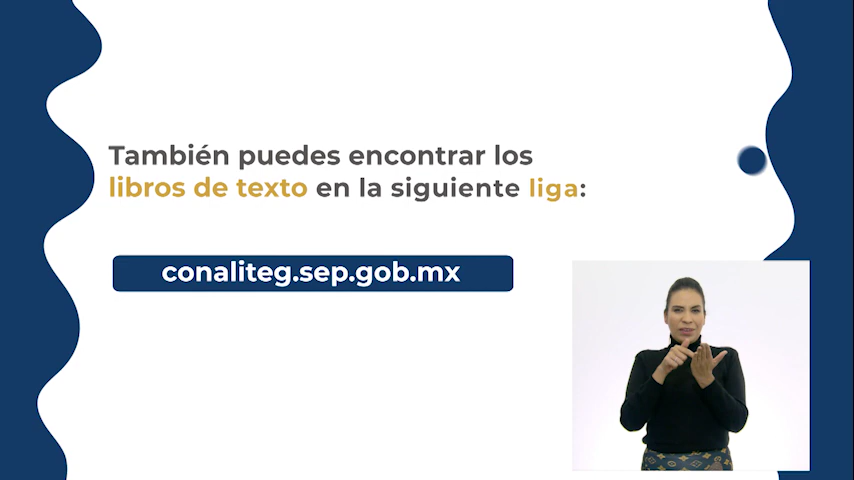 También puedes encontrar los
libros de texto en la siguiente liga:
conaliteg.sep.gob.mx